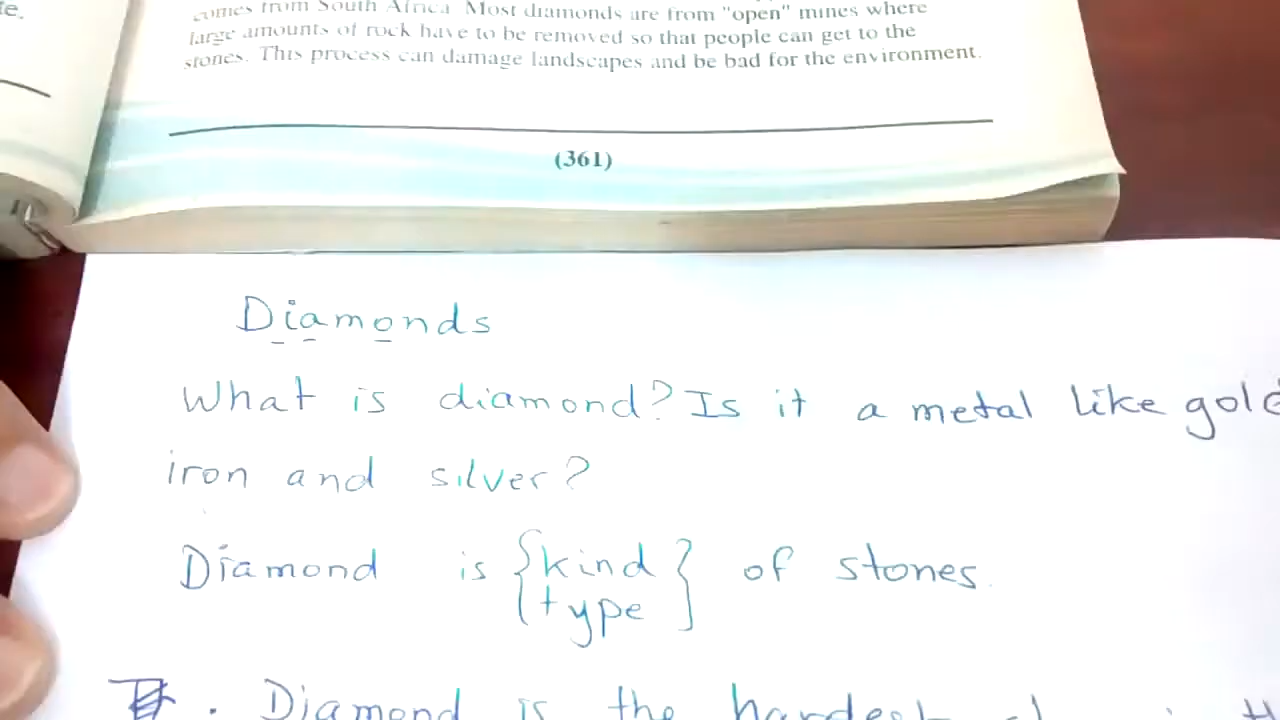 te.
comes from South Africa. Most diamonds are from "open" mines where
large amounts of rock have to be removed so that people can get to the
stones. This process can damage landscapes and be bad for the environment.
(361)
Diamonds
What is diamond? Is it a metal like gold
iron and silver?
Diamond is {kind} of stones.
type
. Diamond is the hardest